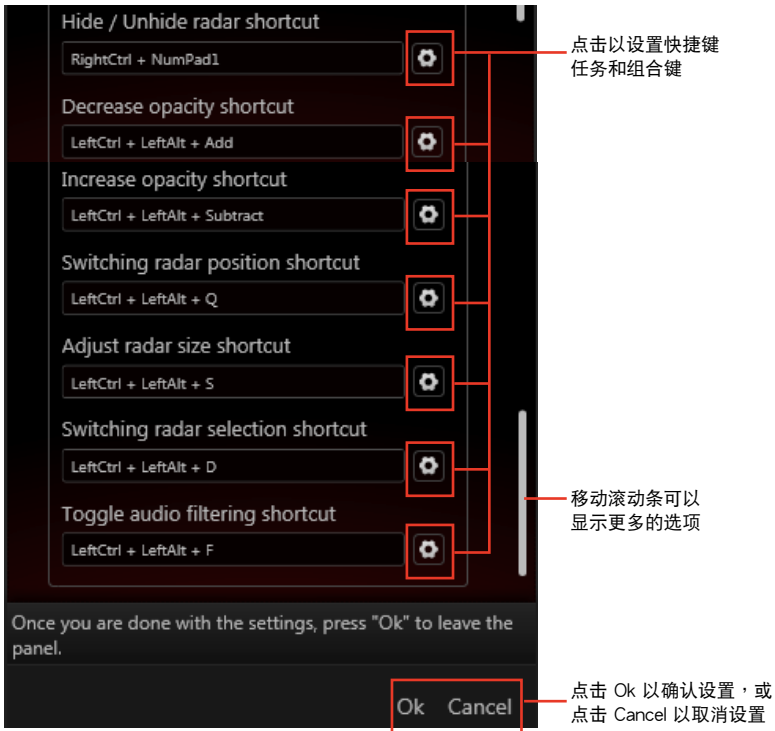 Hide / Unhide radar shortcut
RightCtrl + NumPad1
点击以设置快捷键
任务和组合键
Decrease opacity shortcut
LeftCtrl + LeftAlt + Add
Increase opacity shortcut
LeftCtrl + LeftAlt + Subtract
Switching radar position shortcut
LeftCtrl + LeftAlt + Q
Adjust radar size shortcut
LeftCtrl + LeftAlt + S
Switching radar selection shortcut
LeftCtrl + LeftAlt + D
移动滚动条可以
显示更多的选项
Toggle audio filtering shortcut
LeftCtrl + LeftAlt + F
Once you are done with the settings, press "Ok" to leave the
panel.
Ok Cancel
点击 Ok 以确认设置，或
点击 Cancel 以取消设置